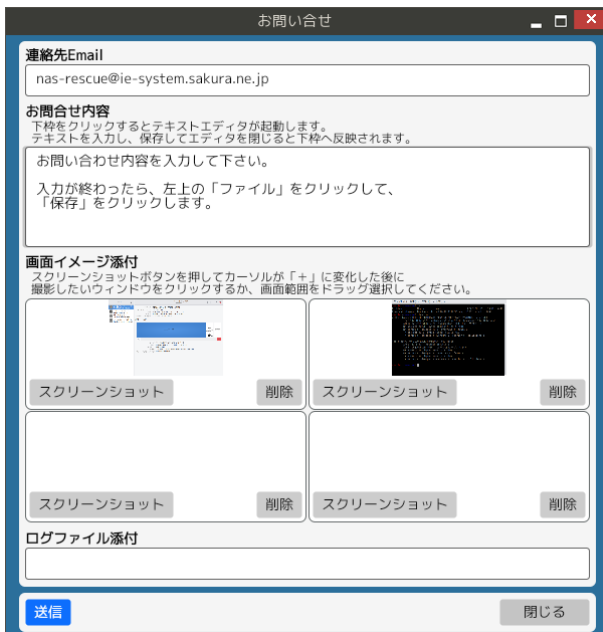 お問い合せ
連絡先Email
nas-rescue@ie-system.sakura.ne.jp
お問合せ内容
下枠をクリックするとテキストエディタが起動します。
テキストを入力し、保存してエディタを閉じると下枠へ反映されます。
お問い合わせ内容を入力して下さい。
入力が終わったら、左上の「ファイル」をクリックして、
「保存」をクリックします。
画面イメージ添付
スクリーンショットボタンを押してカーソルが「+」に変化した後に
撮影したいウィンドウをクリックするか、画面範囲をドラッグ選択してください。
スクリーンショット 削除 スクリーンショット 削除
スクリーンショット 削除 スクリーンショット 削除
ログファイル添付
送信 閉じる